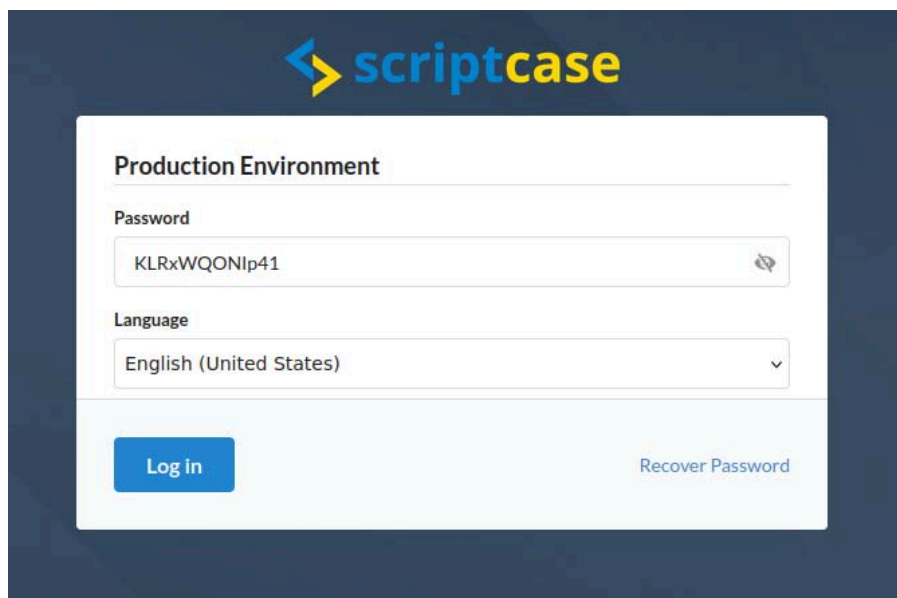 scriptcase
Production Environment
Password
KLRxWQONIp41
Language
English (United States)
Log in
Recover Password